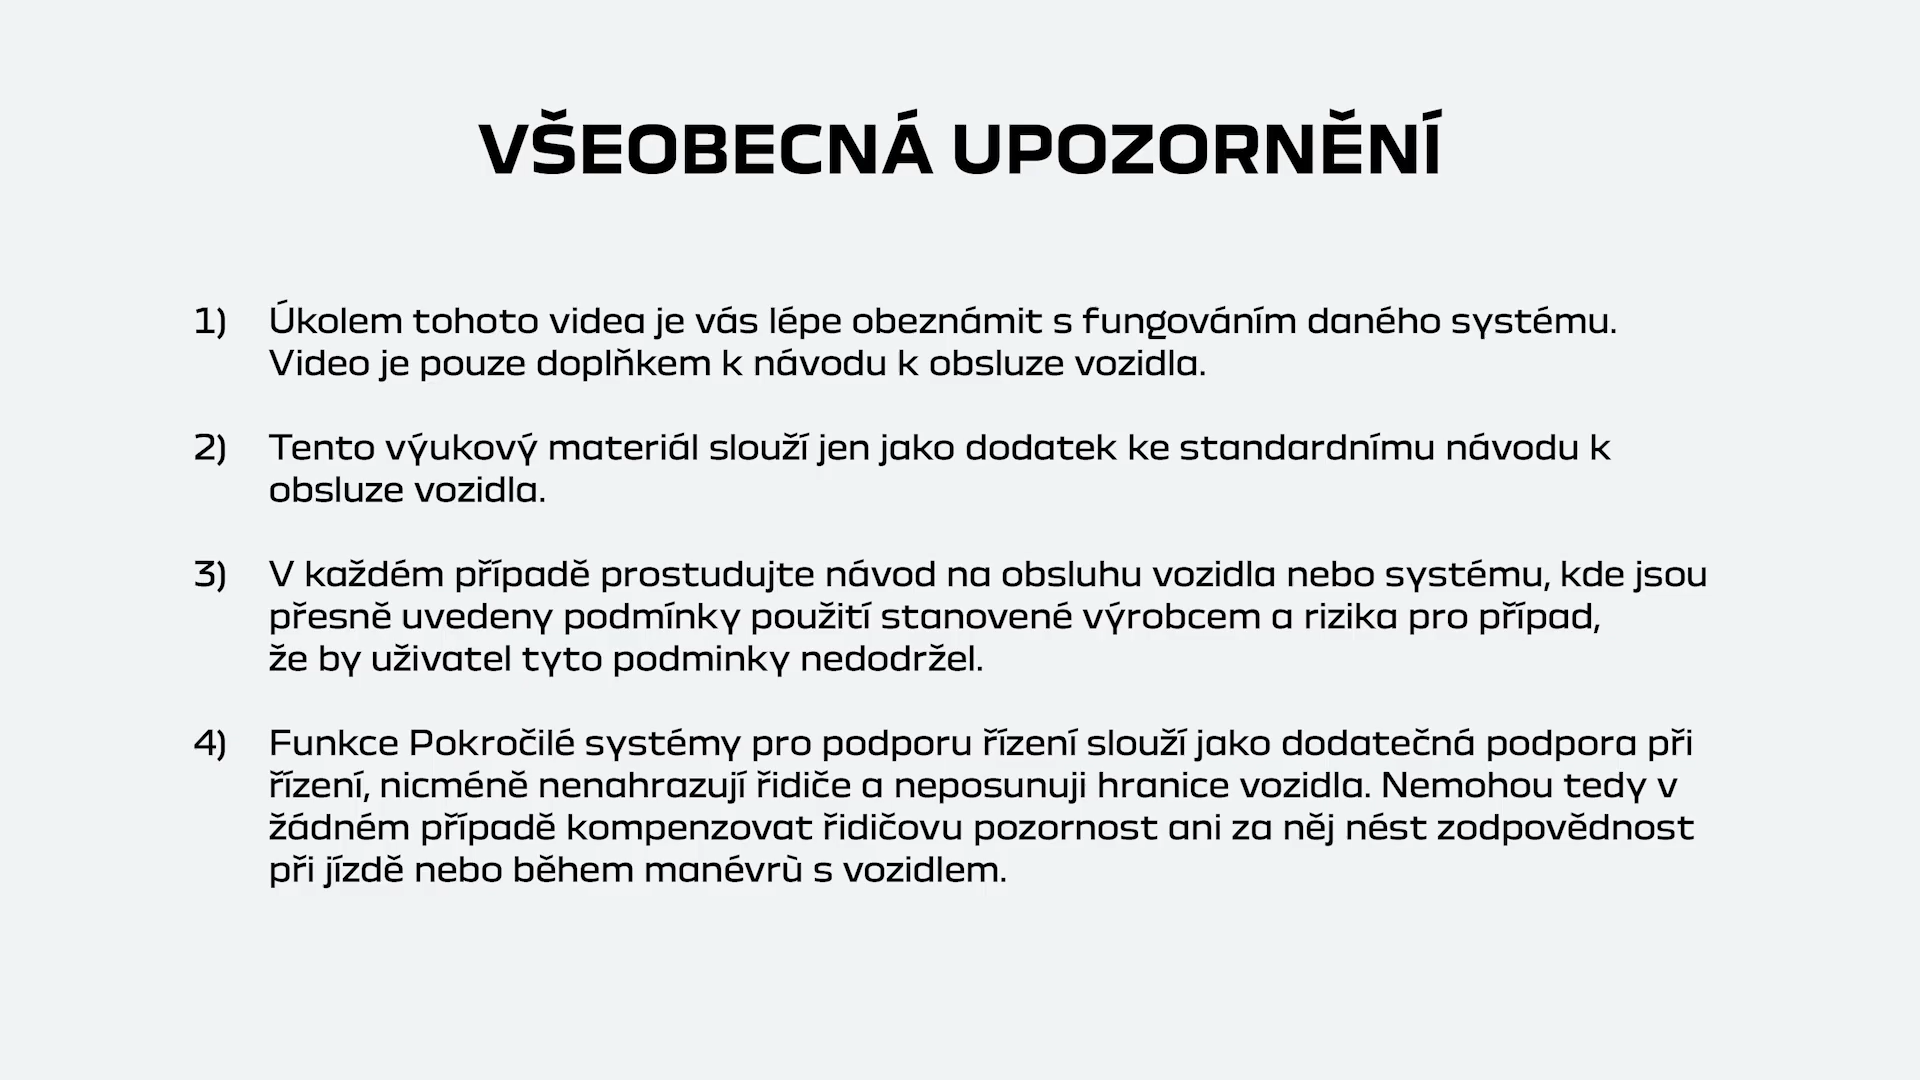 VŠEOBECNÁ UPOZORNĚNÍ
1) Úkolem tohoto videa je vás lépe obeznámit s fungováním daného systému.
Video je pouze doplňkem k návodu k obsluze vozidla.
2) Tento výukový materiál slouží jen jako dodatek ke standardnímu návodu k
obsluze vozidla.
3) V každém případě prostudujte návod na obsluhu vozidla nebo systému, kde jsou
přesně uvedeny podmínky použití stanovené výrobcem a rizika pro případ,
že by uživatel tyto podminky nedodržel.
4) Funkce Pokročilé systémy pro podporu řízení slouží jako dodatečná podpora při
řízení, nicméně nenahrazují řidiče a neposunuji hranice vozidla. Nemohou tedy v
žádném případě kompenzovat řidičovu pozornost ani za něj nést zodpovědnost
při jízdě nebo během manévrù s vozidlem.